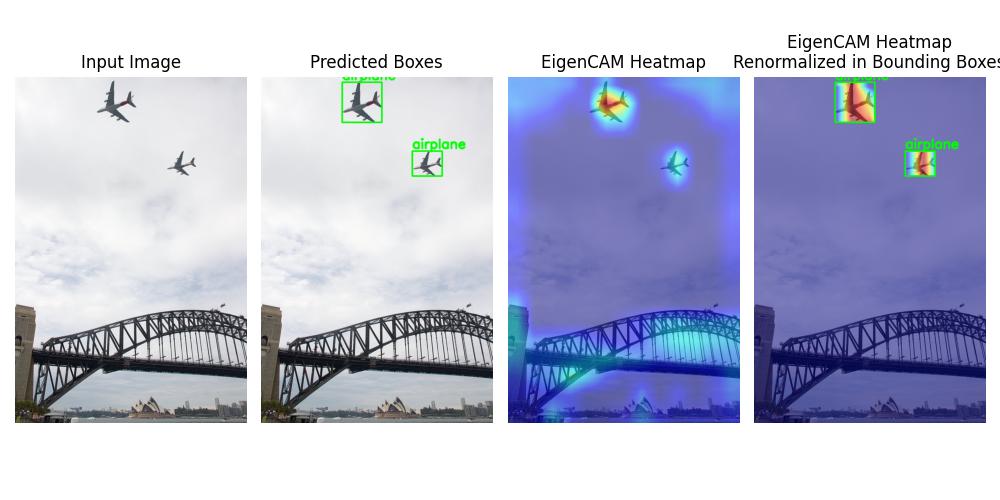 Input Image
Predicted Boxes
EigenCAM Heatmap
EigenCAM Heatmap
Renormalized in Bounding Boxes
airplane
airplane
airplane
airplane